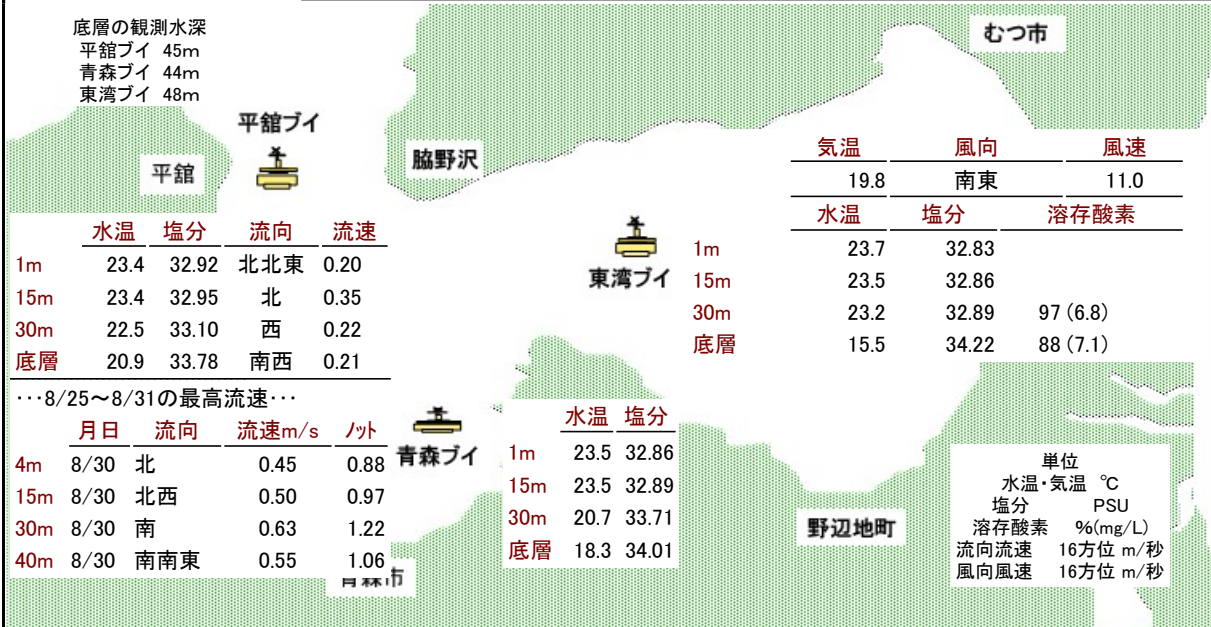 底層の観測水深
平舘ブイ 45m
青森ブイ 44m
東湾ブイ 48m
むつ市
平舘ブイ
平舘
脇野沢
気温 風向 風速
19.8 南東 11.0
水温 塩分 溶存酸素
1m 23.7 32.83
15m 23.5 32.86
30m 23.2 32.89 97 (6.8)
底層 15.5 34.22 88 (7.1)
東湾ブイ
水温 塩分 流向 流速
1m 23.4 32.92 北北東 0.20
15m 23.4 32.95 北 0.35
30m 22.5 33.10 西 0.22
底層 20.9 33.78 南西 0.21
・・・8/25～8/31の最高流速・・・
月日 流向 流速m/s ﾉｯﾄ
4m 8/30 北 0.45 0.88
15m 8/30 北西 0.50 0.97
30m 8/30 南 0.63 1.22
40m 8/30 南南東 0.55 1.06
青森ブイ
水温 塩分
1m 23.5 32.86
15m 23.5 32.89
30m 20.7 33.71
底層 18.3 34.01
青森市
野辺地町
単位
水温・気温 ℃
塩分 PSU
溶存酸素 %(mg/L)
流向流速 16方位 m/秒
風向風速 16方位 m/秒